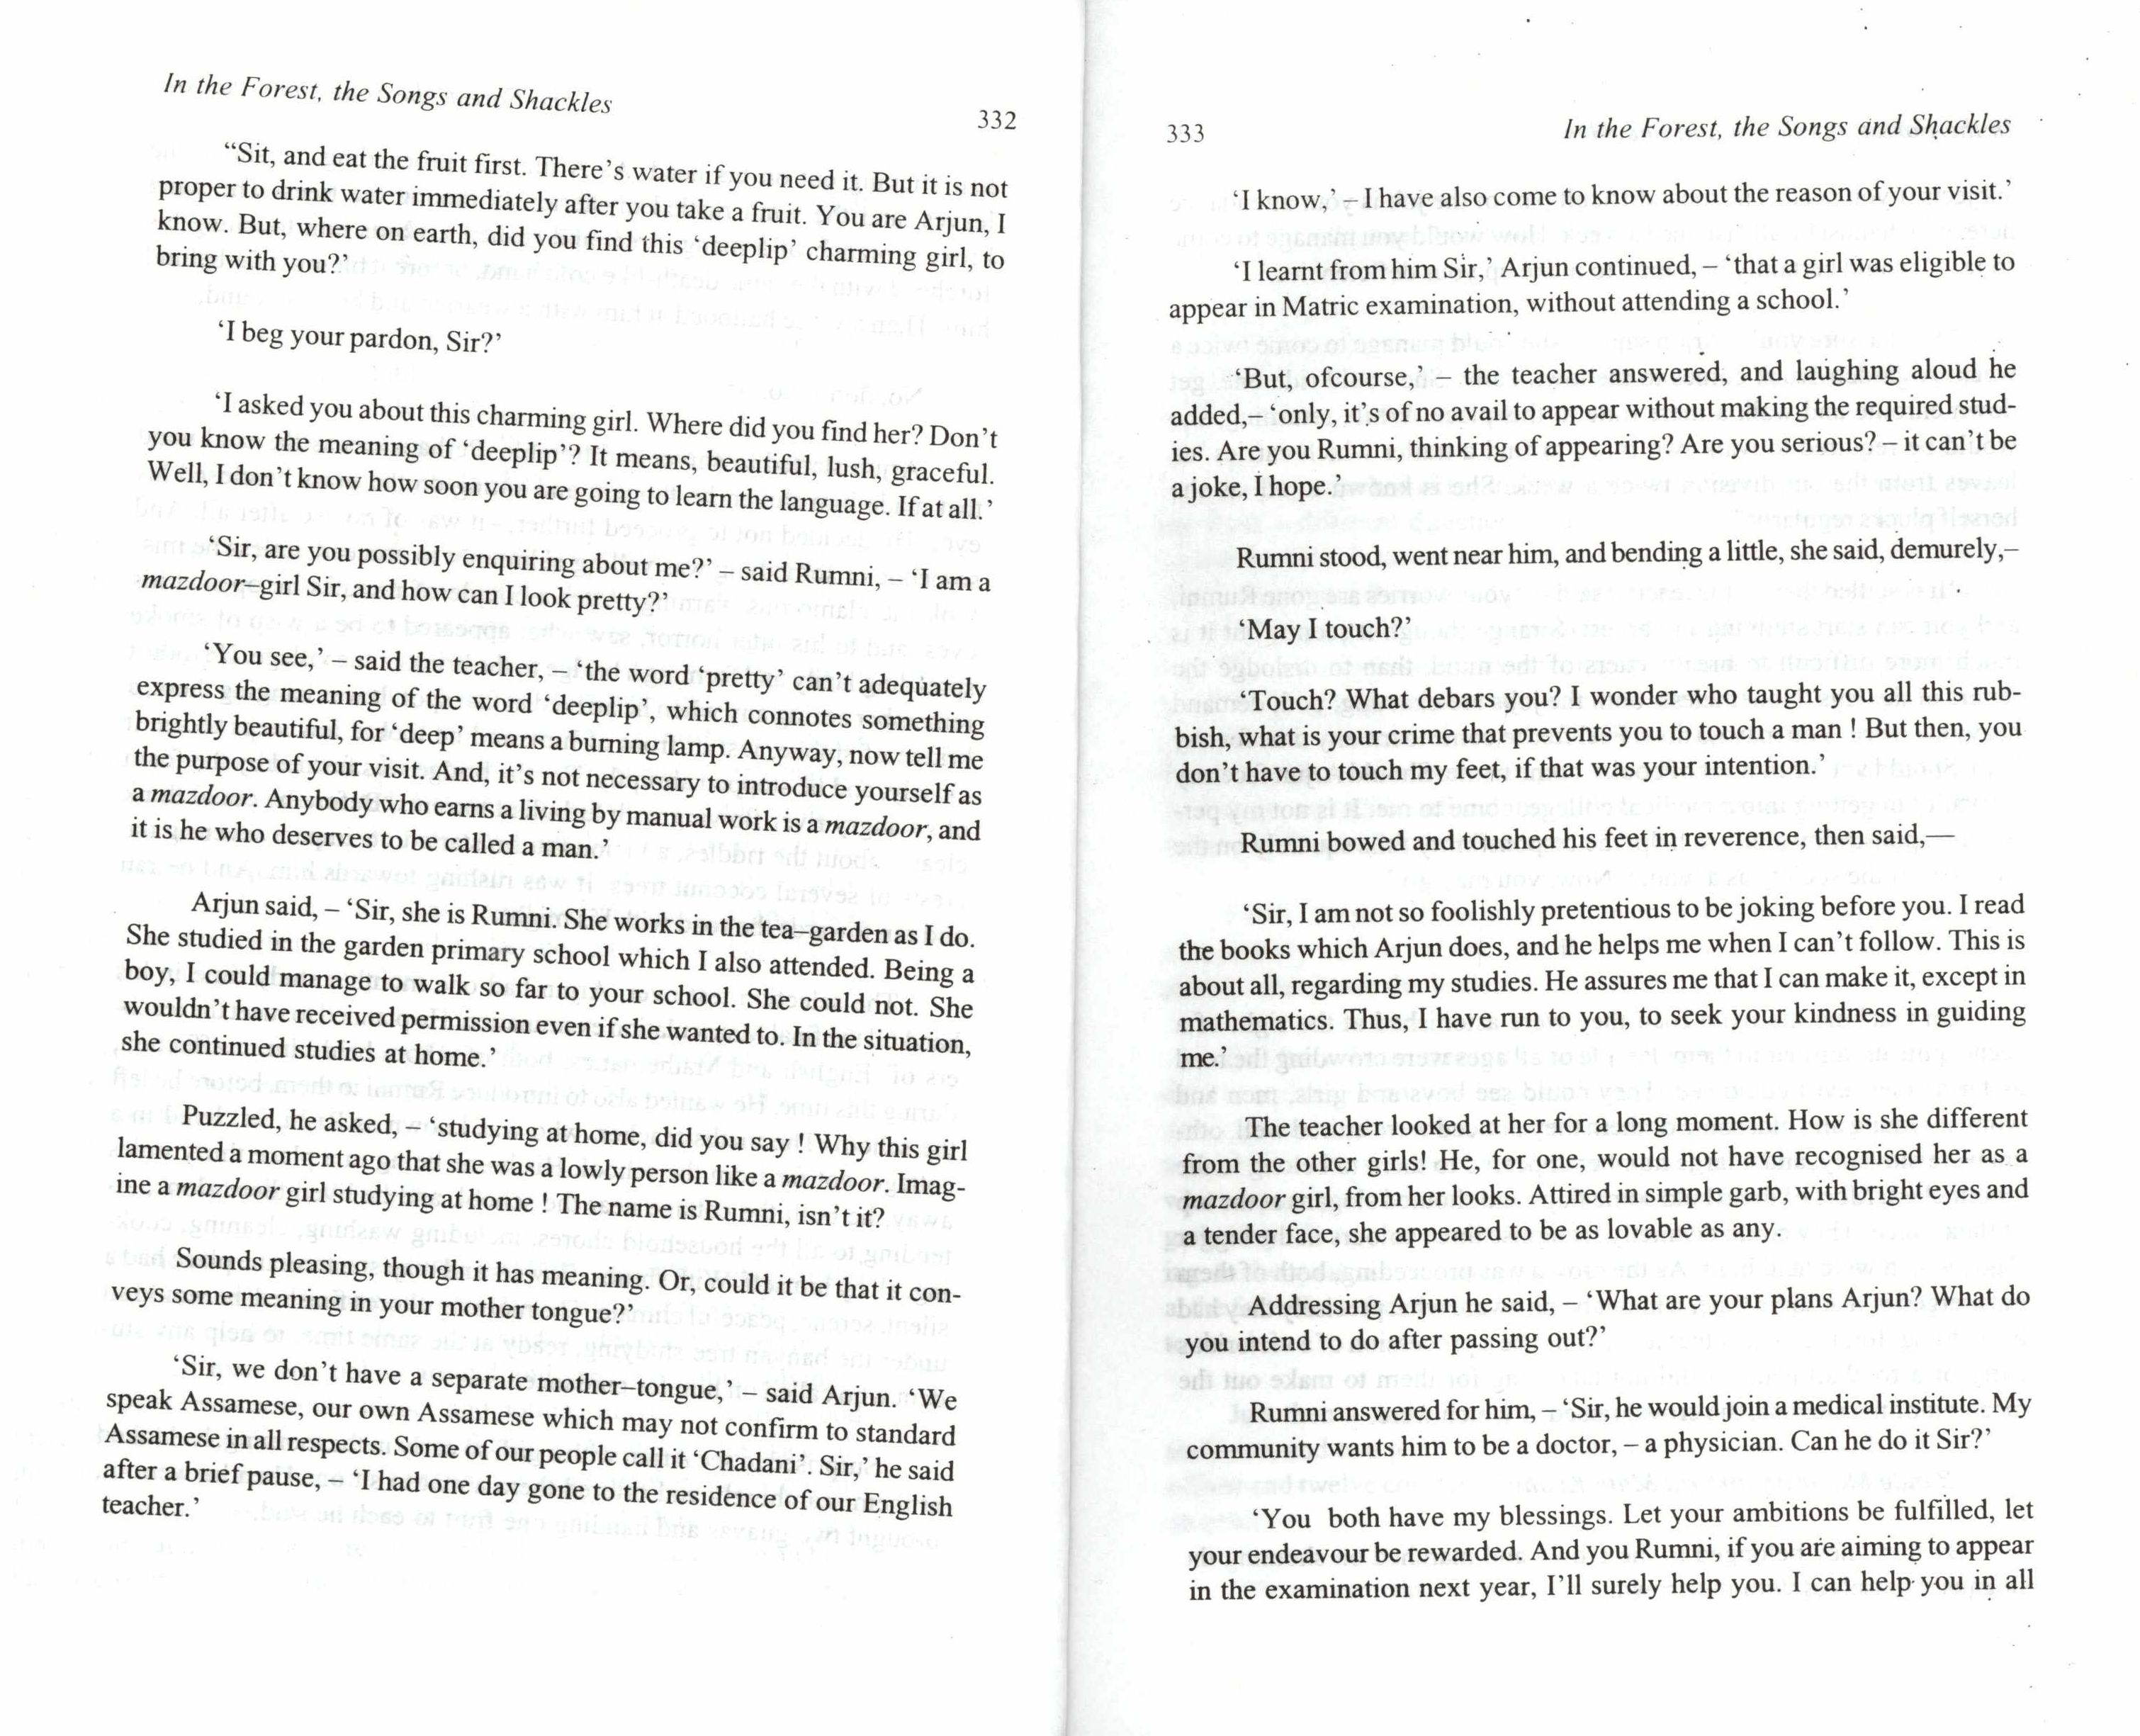 In the Forest, the Songs and Shackles
332
“Sit, and eat the fruit first. There’s water if you need it. But it is not
proper to drink water immediately after you take a fruit. You are Arjun, I
know. But, where on earth, did you find this ‘deeplip’ charming girl, to
bring with you?’
‘I beg your pardon, Sir?’
‘I asked you about this charming girl. Where did you find her? Don’t
you know the meaning of ‘deeplip’? It means, beautiful, lush, graceful.
Well, I don’t know how soon you are going to learn the language. If at all.’
‘Sir, are you possibly enquiring about me?’ – said Rumni, – ‘I am a
mazdoor–girl Sir, and how can I look pretty?’
‘You see,’ – said the teacher, – ‘the word ‘pretty’ can’t adequately
express the meaning of the word ‘deeplip’, which connotes something
brightly beautiful, for ‘deep’ means a burning lamp. Anyway, now tell me
the purpose of your visit. And, it’s not necessary to introduce yourself as
a mazdoor. Anybody who earns a living by manual work is a mazdoor, and
it is he who deserves to be called a man.’
Arjun said, – ‘Sir, she is Rumni. She works in the tea–garden as I do.
She studied in the garden primary school which I also attended. Being a
boy, I could manage to walk so far to your school. She could not. She
wouldn’t have received permission even if she wanted to. In the situation,
she continued studies at home.’
Puzzled, he asked, – ‘studying at home, did you say ! Why this girl
lamented a moment ago that she was a lowly person like a mazdoor. Imag-
ine a mazdoor girl studying at home ! The name is Rumni, isn’t it?
Sounds pleasing, though it has meaning. Or, could it be that it con-
veys some meaning in your mother tongue?’
‘Sir, we don’t have a separate mother–tongue,’ – said Arjun. ‘We
speak Assamese, our own Assamese which may not confirm to standard
Assamese in all respects. Some of our people call it ‘Chadani’. Sir,’ he said
after a brief pause, – ‘I had one day gone to the residence of our English
teacher.’
333
In the Forest, the Songs and Shackles
‘I know,’ – I have also come to know about the reason of your visit.’
‘I learnt from him Sir,’ Arjun continued, – ‘that a girl was eligible to
appear in Matric examination, without attending a school.’
‘But, ofcourse,’ – the teacher answered, and laughing aloud he
added,– ‘only, it’s of no avail to appear without making the required stud-
ies. Are you Rumni, thinking of appearing? Are you serious? – it can’t be
a joke, I hope.’
Rumni stood, went near him, and bending a little, she said, demurely,–
‘May I touch?’
‘Touch? What debars you? I wonder who taught you all this rub-
bish, what is your crime that prevents you to touch a man ! But then, you
don’t have to touch my feet, if that was your intention.’
Rumni bowed and touched his feet in reverence, then said,—
‘Sir, I am not so foolishly pretentious to be joking before you. I read
the books which Arjun does, and he helps me when I can’t follow. This is
about all, regarding my studies. He assures me that I can make it, except in
mathematics. Thus, I have run to you, to seek your kindness in guiding
me.’
The teacher looked at her for a long moment. How is she different
from the other girls! He, for one, would not have recognised her as a
mazdoor girl, from her looks. Attired in simple garb, with bright eyes and
a tender face, she appeared to be as lovable as any.
Addressing Arjun he said, – ‘What are your plans Arjun? What do
you intend to do after passing out?’
Rumni answered for him, – ‘Sir, he would join a medical institute. My
community wants him to be a doctor, – a physician. Can he do it Sir?’
‘You both have my blessings. Let your ambitions be fulfilled, let
your endeavour be rewarded. And you Rumni, if you are aiming to appear
in the examination next year, I’ll surely help you. I can help you in all